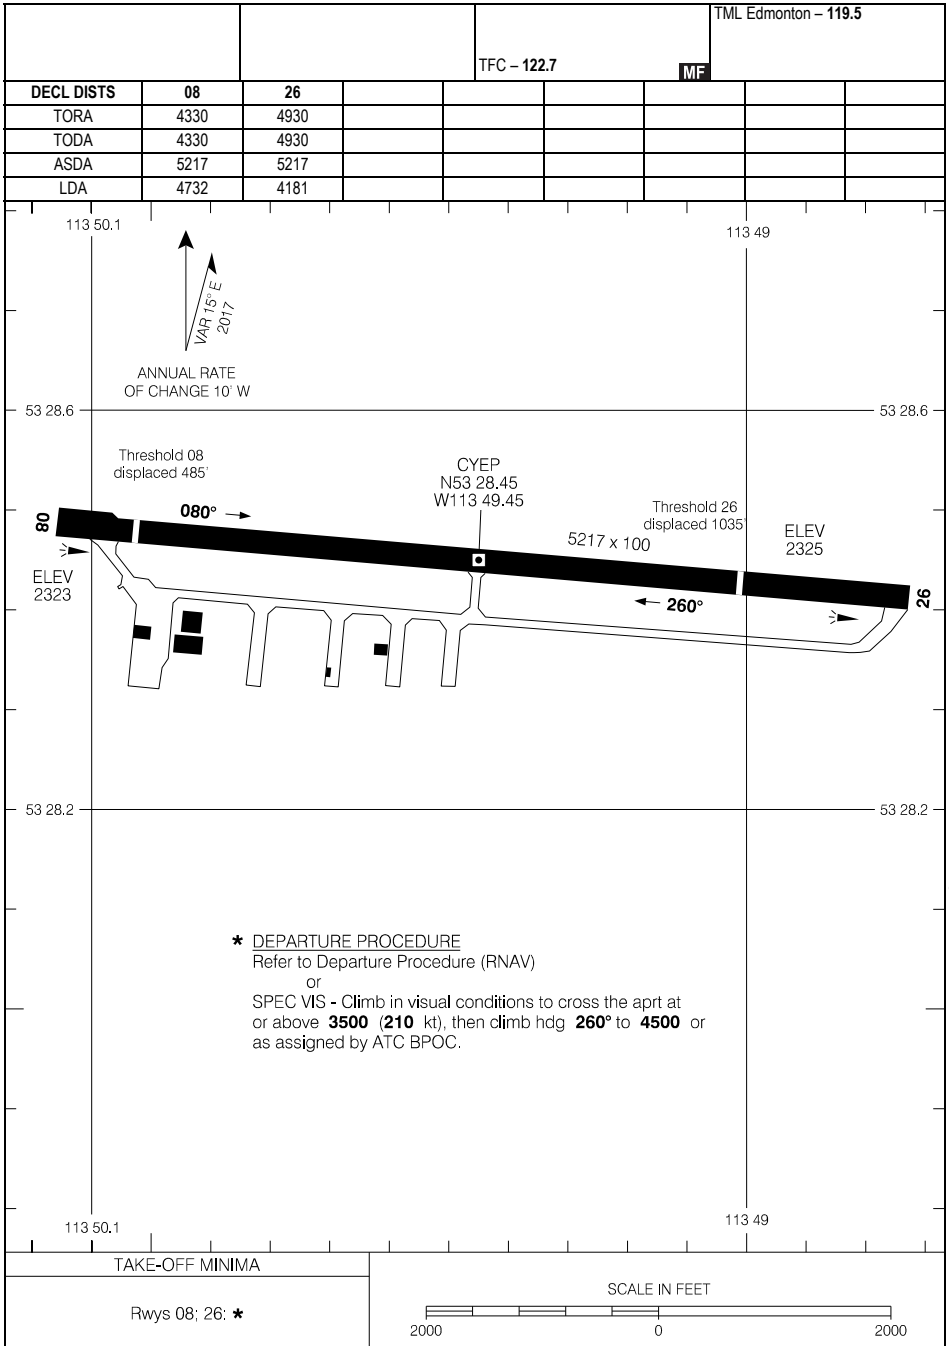 TML Edmonton – 119.5
TFC – 122.7
MF
DECL DISTS 08 26
TORA 4330 4930
TODA 4330 4930
ASDA 5217 5217
LDA 4732 4181
113 50.1
113 49
VAR 15° E
2017
ANNUAL RATE
OF CHANGE 10' W
53 28.6
53 28.6
Threshold 08
displaced 485'
CYEP
N53 28.45
W113 49.45
Threshold 26
displaced 1035'
080°
5217 x 100
ELEV
2325
08
ELEV
2323
260°
26
53 28.2
53 28.2
* DEPARTURE PROCEDURE
Refer to Departure Procedure (RNAV)
or
SPEC VIS - Climb in visual conditions to cross the aprt at
or above 3500 (210 kt), then climb hdg 260° to 4500 or
as assigned by ATC BPOC.
113 50.1
113 49
TAKE-OFF MINIMA
Rwys 08; 26: *
SCALE IN FEET
2000 0 2000